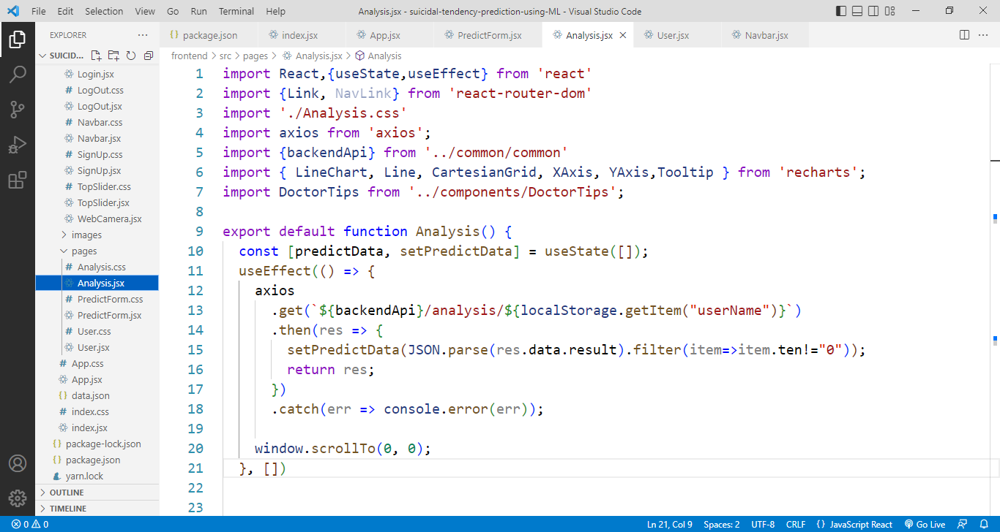 File Edit Selection View Go Run Terminal Help Analysis.jsx - suicidal-tendency-prediction-using-ML - Visual Studio Code
EXPLORER ··· {} package.json index.jsx App.jsx PredictForm.jsx Analysis.jsx × User.jsx Navbar.jsx ···
SUICID... frontend > src > pages > Analysis.jsx > Analysis
Login.jsx
# LogOut.css
LogOut.jsx
# Navbar.css
Navbar.jsx
# SignUp.css
SignUp.jsx
# TopSlider.css
TopSlider.jsx
WebCamera.jsx
> images
pages
# Analysis.css
Analysis.jsx
# PredictForm.css
PredictForm.jsx
# User.css
User.jsx
# App.css
App.jsx
{} data.json
# index.css
index.jsx
{} package-lock.json
{} package.json
yarn.lock
> OUTLINE
> TIMELINE
1 import React,{useState,useEffect} from 'react'
2 import {Link, NavLink} from 'react-router-dom'
3 import './Analysis.css'
4 import axios from 'axios';
5 import {backendApi} from '../common/common'
6 import { LineChart, Line, CartesianGrid, XAxis, YAxis,Tooltip } from 'recharts';
7 import DoctorTips from '../components/DoctorTips';
8
9 export default function Analysis() {
10 const [predictData, setPredictData] = useState([]);
11 useEffect(() => {
12 axios
13 .get(`${backendApi}/analysis/${localStorage.getItem("userName")}`)
14 .then(res => {
15 setPredictData(JSON.parse(res.data.result).filter(item=>item.ten!="0"));
16 return res;
17 })
18 .catch(err => console.error(err));
19
20 window.scrollTo(0, 0);
21 }, [])
22
23
0 0 Ln 21, Col 9 Spaces: 2 UTF-8 CRLF {} JavaScript React Go Live